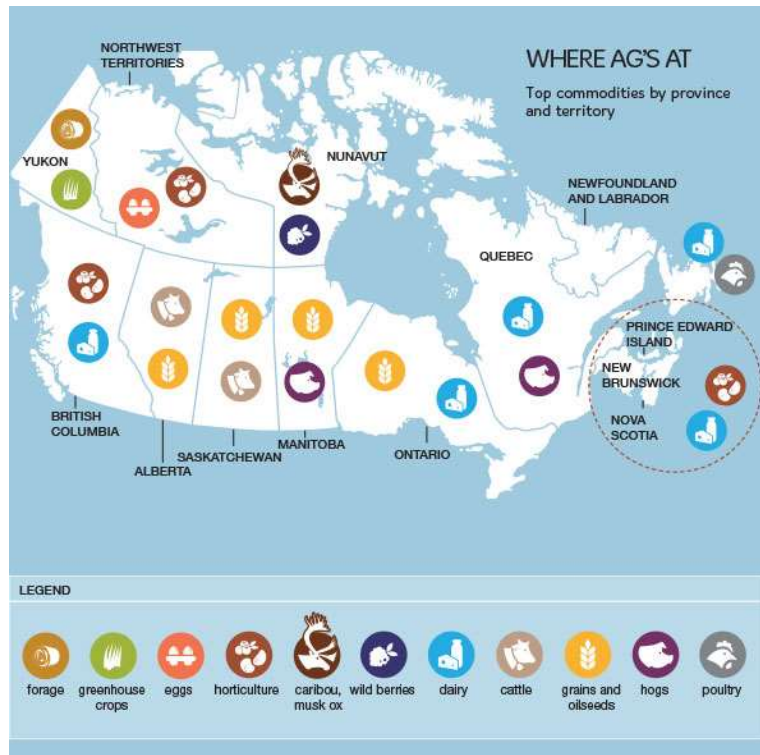 WHERE AG'S AT
Top commodities by province
and territory
NORTHWEST
TERRITORIES
YUKON
NUNAVUT
NEWFOUNDLAND
AND LABRADOR
QUEBEC
PRINCE EDWARD
ISLAND
NEW
BRUNSWICK
NOVA
SCOTIA
BRITISH
COLUMBIA
ALBERTA
SASKATCHEWAN
MANITOBA
ONTARIO
LEGEND
forage
greenhouse
crops
eggs
horticulture
caribou,
musk ox
wild berries
dairy
cattle
grains and
oilseeds
hogs
poultry